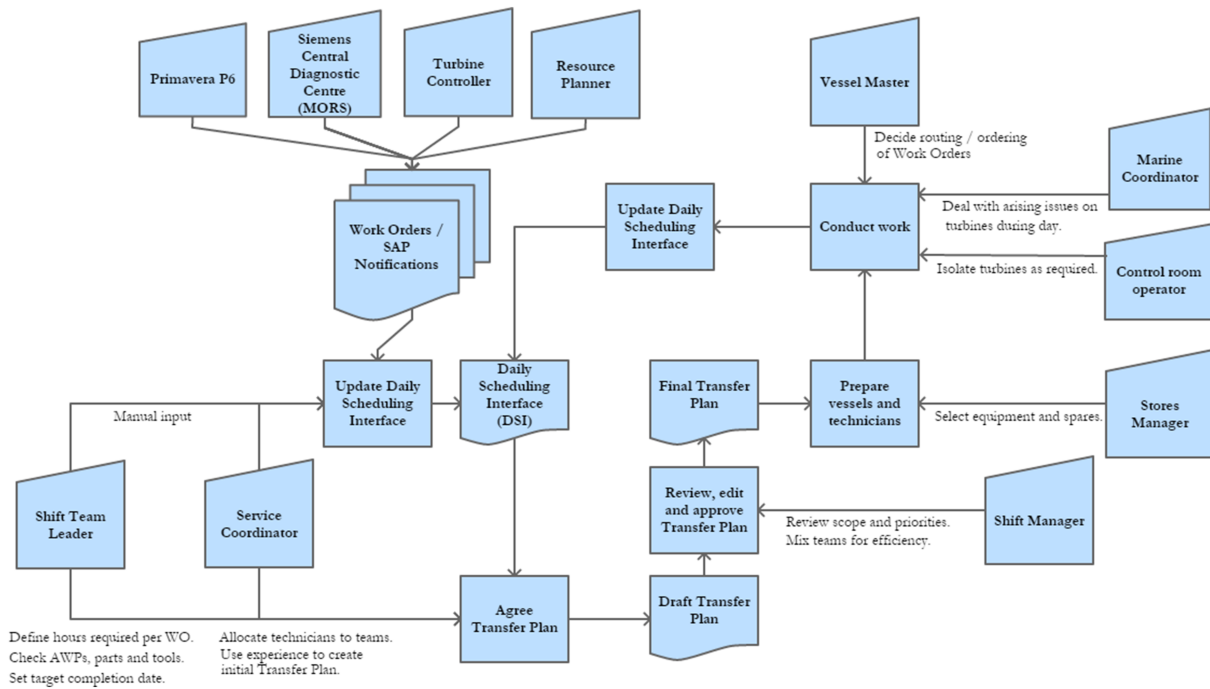 Primavera P6
Siemens
Central
Diagnostic
Centre
(MORS)
Turbine
Controller
Resource
Planner
Vessel Master
Decide routing / ordering
of Work Orders
Marine
Coordinator
Work Orders /
SAP
Notifications
Update Daily
Scheduling
Interface
Conduct work
Deal with arising issues on
turbines during day.
Isolate turbines as required.
Control room
operator
Manual input
Update Daily
Scheduling
Interface
Daily
Scheduling
Interface
(DSI)
Final Transfer
Plan
Prepare
vessels and
technicians
Select equipment and spares.
Stores
Manager
Shift Team
Leader
Service
Coordinator
Review, edit
and approve
Transfer Plan
Review scope and priorities.
Mix teams for efficiency.
Shift Manager
Agree
Transfer Plan
Draft Transfer
Plan
Define hours required per WO.
Check AWPs, parts and tools.
Set target completion date.
Allocate technicians to teams.
Use experience to create
initial Transfer Plan.